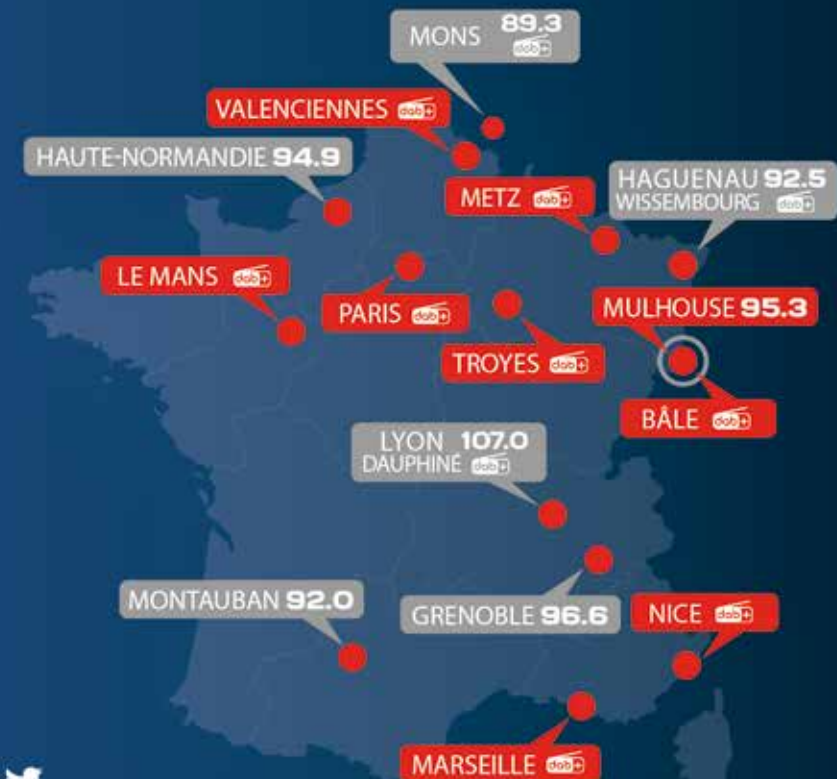 MONS 89.3
dab+
VALENCIENNES dab+
HAUTE-NORMANDIE 94.9
METZ dab+
HAGUENAU 92.5
WISSEMBOURG dab+
LE MANS dab+
PARIS dab+
MULHOUSE 95.3
TROYES dab+
BÂLE dab+
LYON 107.0
DAUPHINÉ dab+
MONTAUBAN 92.0
GRENOBLE 96.6
NICE dab+
MARSEILLE dab+